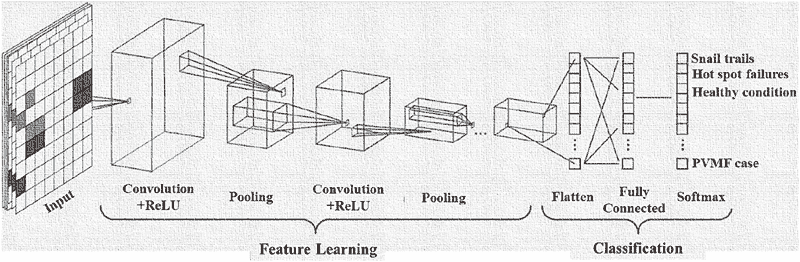 Snail trails
Hot spot failures
Healthy condition
...
...
PVMF case
Input
Convolution
+ReLU
Pooling
Convolution
+ReLU
Pooling
Flatten
Fully
Connected
Softmax
Feature Learning
Classification